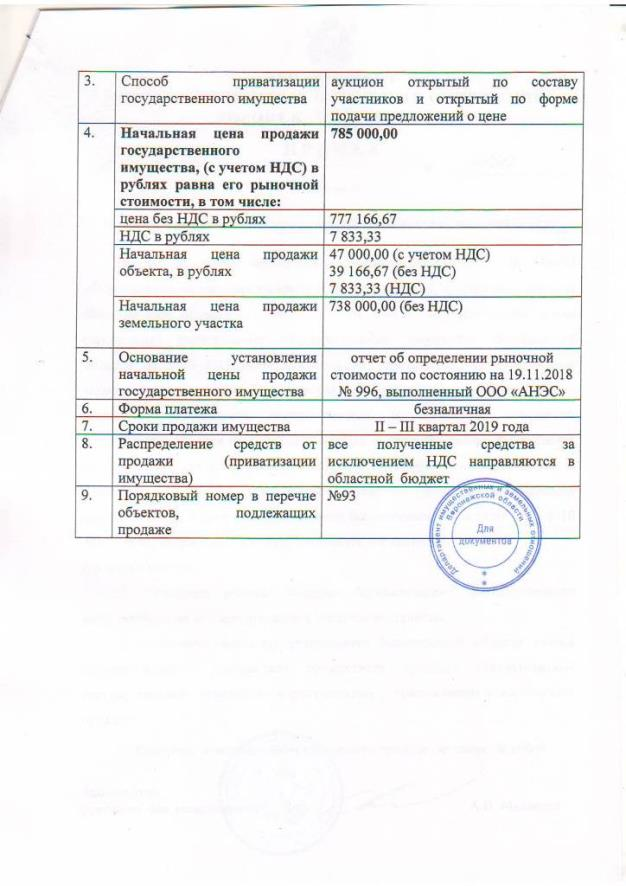 3. Способ приватизации аукцион открытый по составу
государственного имущества участников и открытый по форме
подачи предложений о цене
4. Начальная цена продажи 785 000,00
государственного
имущества, (с учетом НДС) в
рублях равна его рыночной
стоимости, в том числе:
цена без НДС в рублях 777 166,67
НДС в рублях 7 833,33
Начальная цена продажи 47 000,00 (с учетом НДС)
объекта, в рублях 39 166,67 (без НДС)
7 833,33 (НДС)
Начальная цена продажи 738 000,00 (без НДС)
земельного участка
5. Основание установления отчет об определении рыночной
начальной цены продажи стоимости по состоянию на 19.11.2018
государственного имущества № 996, выполненный ООО «АНЭС»
6. Форма платежа безналичная
7. Сроки продажи имущества II – III квартал 2019 года
8. Распределение средств от все полученные средства за
продажи (приватизации исключением НДС направляются в
имущества) областной бюджет
9. Порядковый номер в перечне №93
объектов, подлежащих
продаже
Департамент имущественных и земельных отношений
Воронежской области
Для
документов